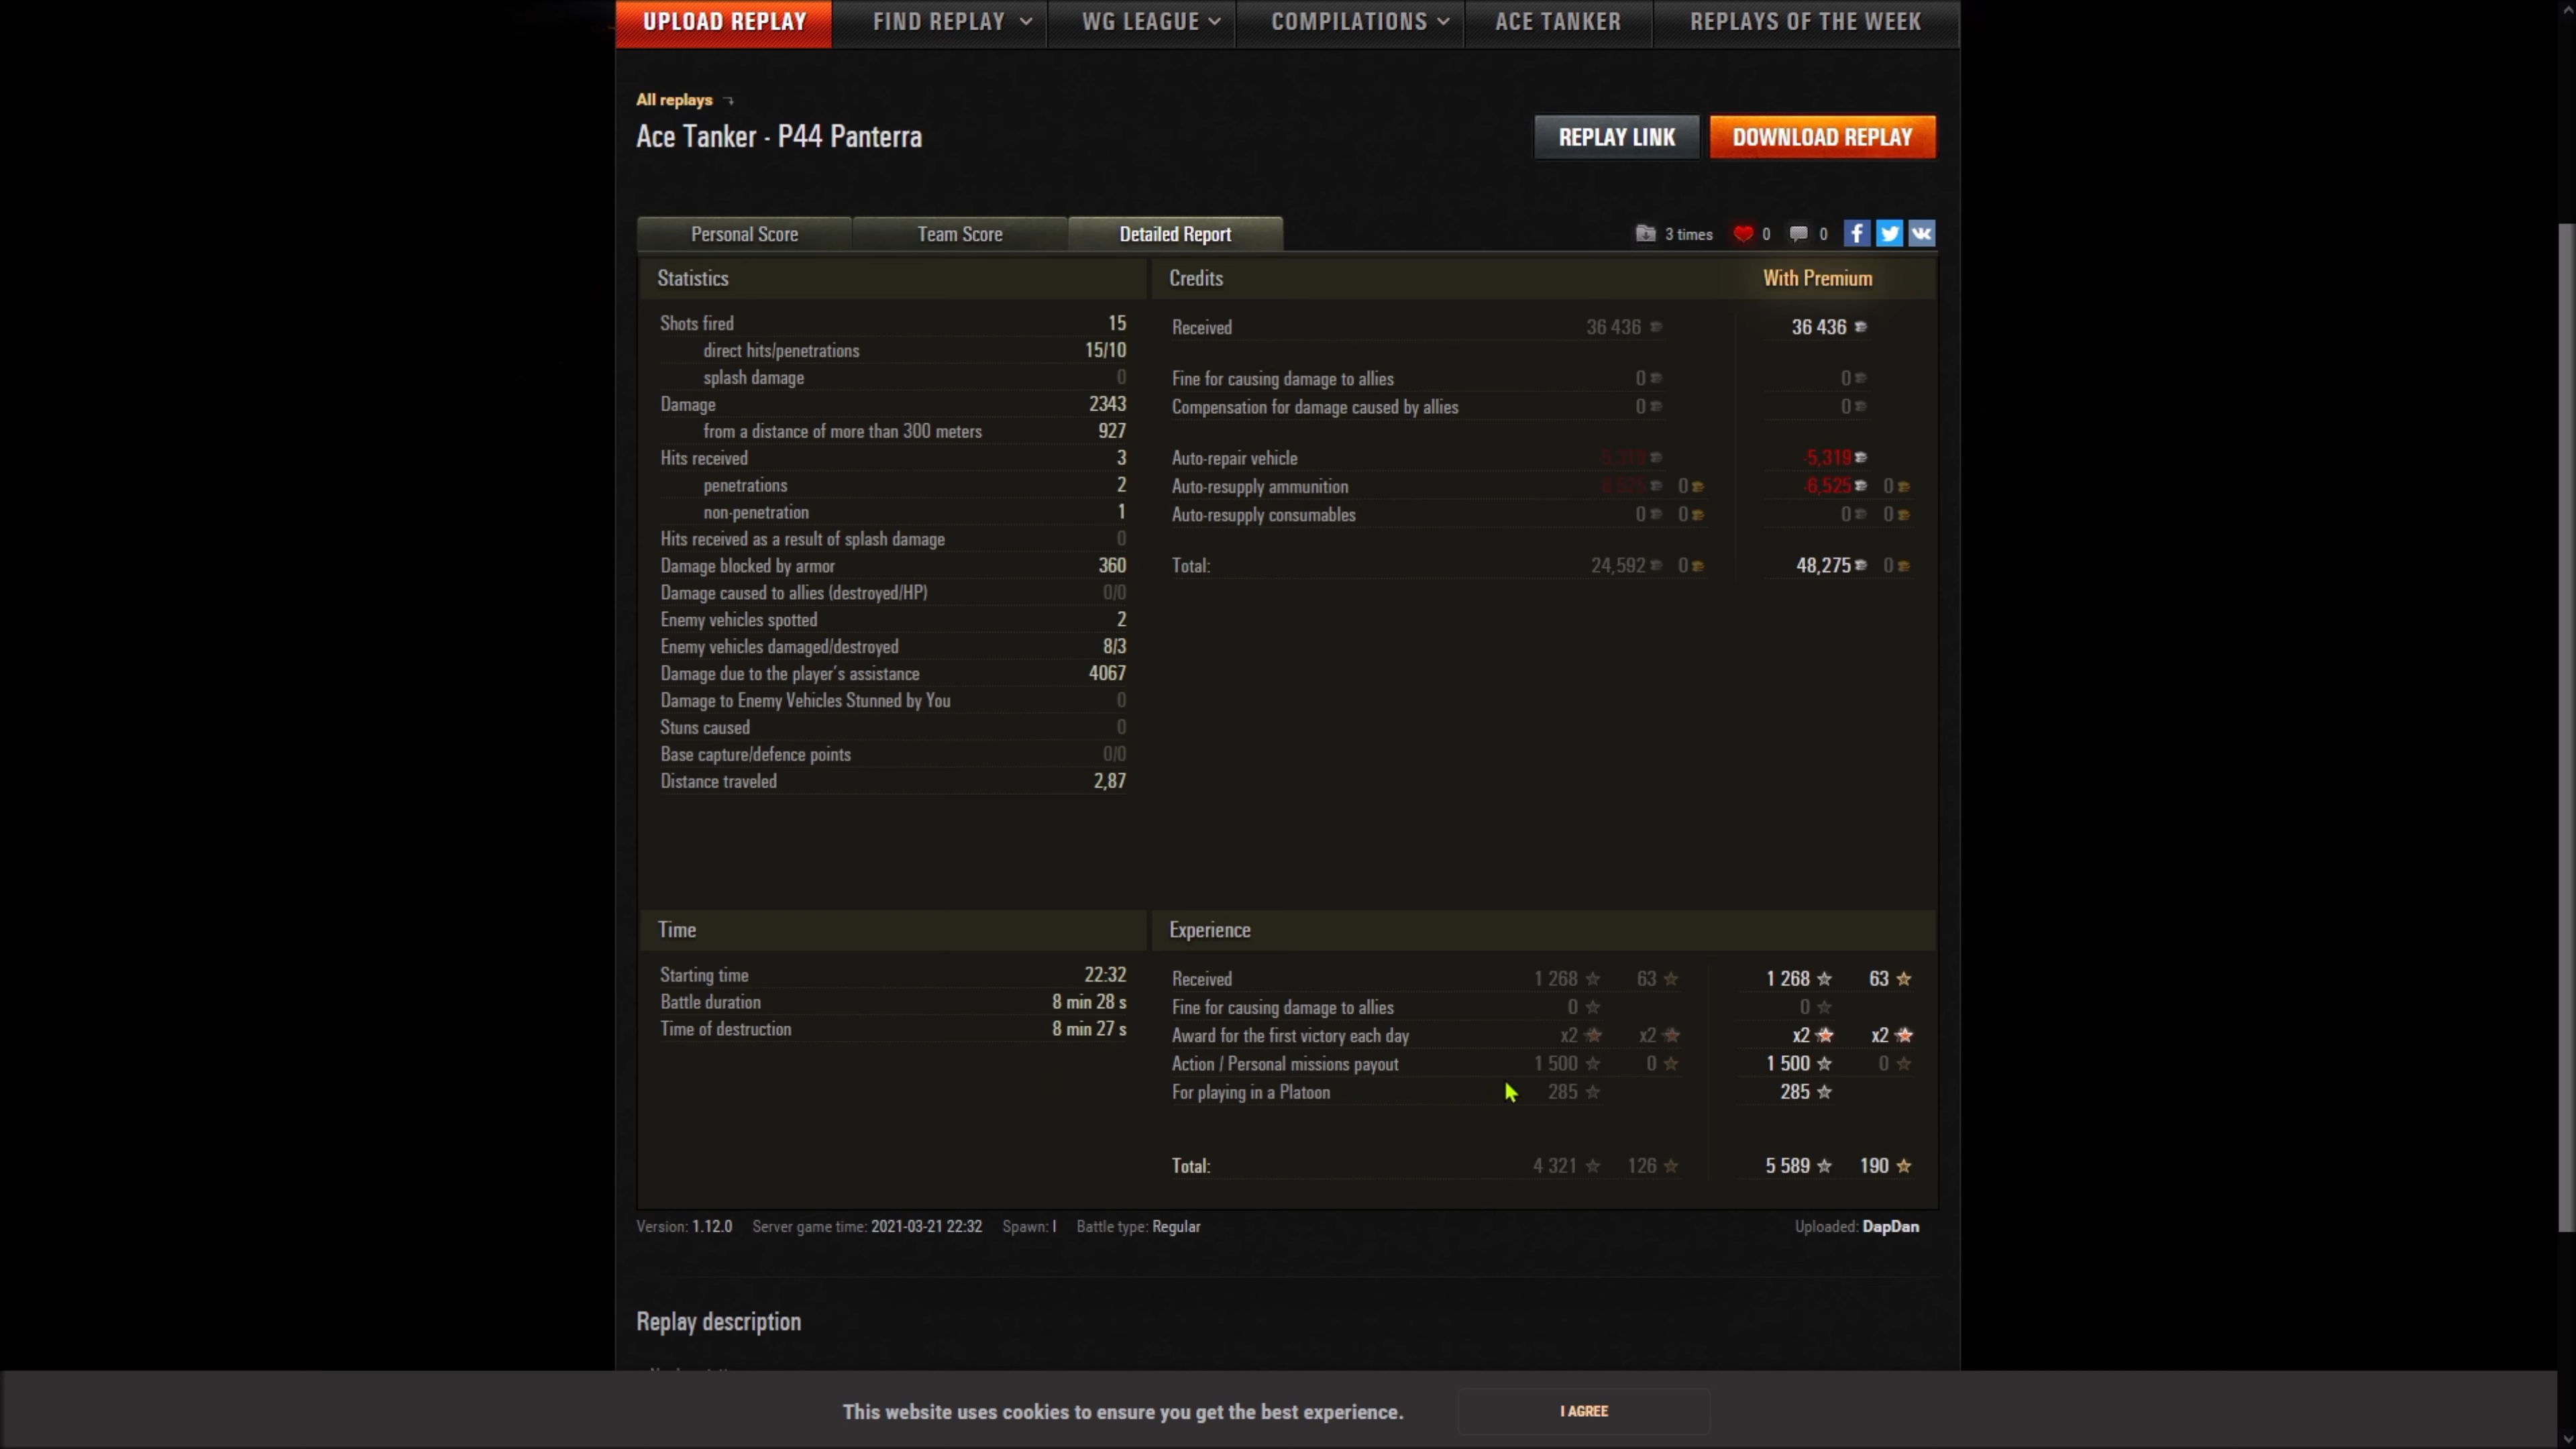 UPLOAD REPLAY FIND REPLAY WG LEAGUE COMPILATIONS ACE TANKER REPLAYS OF THE WEEK
All replays
Ace Tanker - P44 Panterra
REPLAY LINK DOWNLOAD REPLAY
Personal Score Team Score Detailed Report 3 times 0 0
Statistics
Shots fired 15
direct hits/penetrations 15/10
splash damage 0
Damage 2343
from a distance of more than 300 meters 927
Hits received 3
penetrations 2
non-penetration 1
Hits received as a result of splash damage 0
Damage blocked by armor 360
Damage caused to allies (destroyed/HP) 0/0
Enemy vehicles spotted 2
Enemy vehicles damaged/destroyed 8/3
Damage due to the player's assistance 4067
Damage to Enemy Vehicles Stunned by You 0
Stuns caused 0
Base capture/defence points 0/0
Distance traveled 2,87
Credits With Premium
Received 36 436 36 436
Fine for causing damage to allies 0 0
Compensation for damage caused by allies 0 0
Auto-repair vehicle -5,319 -5,319
Auto-resupply ammunition -6,525 0 -6,525 0
Auto-resupply consumables 0 0 0 0
Total: 24,592 0 48,275 0
Time
Starting time 22:32
Battle duration 8 min 28 s
Time of destruction 8 min 27 s
Experience
Received 1 268 63 1 268 63
Fine for causing damage to allies 0 0
Award for the first victory each day x2 x2 x2 x2
Action / Personal missions payout 1 500 0 1 500 0
For playing in a Platoon 285 285
Total: 4 321 126 5 589 190
Version: 1.12.0 Server game time: 2021-03-21 22:32 Spawn: I Battle type: Regular Uploaded: DapDan
Replay description
This website uses cookies to ensure you get the best experience. I AGREE